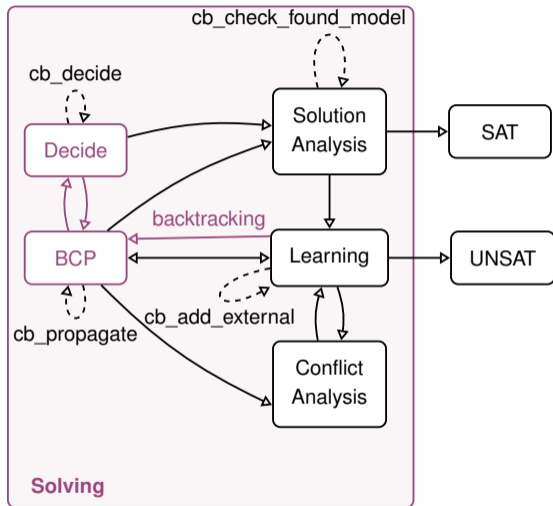 cb_check_found_model
cb_decide
Solution
Analysis
SAT
Decide
backtracking
BCP
Learning
UNSAT
cb_add_external
cb_propagate
Conflict
Analysis
Solving